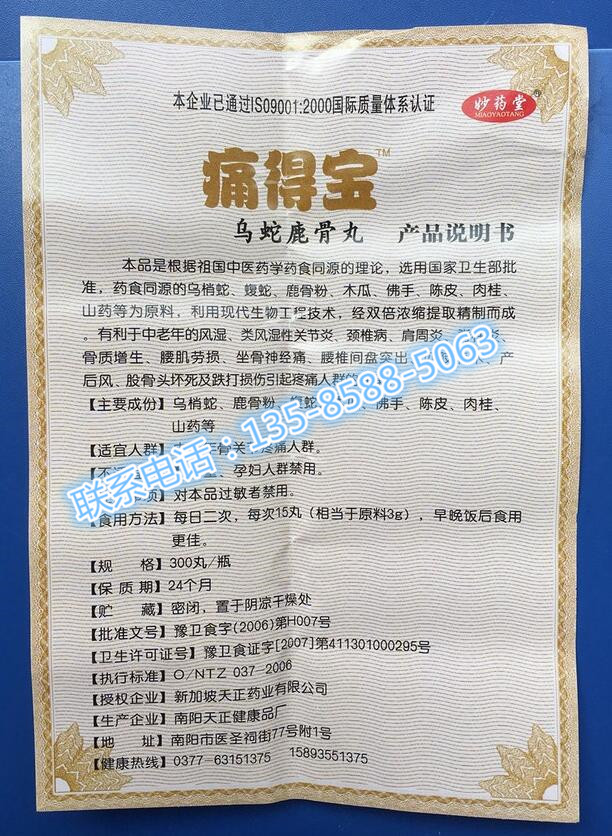 本企业已通过ISO9001:2000国际质量体系认证
妙药堂®
MIAOYAOTANG
痛得宝™
乌蛇鹿骨丸 产品说明书
本品是根据祖国中医药学药食同源的理论，选用国家卫生部批
准，药食同源的乌梢蛇、蝮蛇、鹿骨粉、木瓜、佛手、陈皮、肉桂、
山药等为原料，利用现代生物工程技术，经双倍浓缩提取精制而成
。有利于中老年的风湿、类风湿性关节炎、颈椎病、肩周炎、
骨质增生、腰肌劳损、坐骨神经痛、腰椎间盘突出、产
后风、股骨头坏死及跌打损伤引起疼痛人群的
【主要成份】乌梢蛇、鹿骨粉、蛇、佛手、陈皮、肉桂、
山药等
【适宜人群】骨关疼痛人群。
【不孕妇人群禁用。
项】对本品过敏者禁用。
【食用方法】每日二次，每次15丸（相当于原料3g），早晚饭后食用
更佳。
【规 格】300丸/瓶
【保 质 期】24个月
【贮 藏】密闭，置于阴凉干燥处
【批准文号】豫卫食字(2006)第H007号
【卫生许可证号】豫卫食证字[2007]第411301000295号
【执行标准】O/NTZ 037-2006
【授权企业】新加坡天正药业有限公司
【生产企业】南阳天正健康品厂
【地 址】南阳市医圣祠街77号附1号
【健康热线】0377-63151375 15893551375
联系电话：135-8588-5063